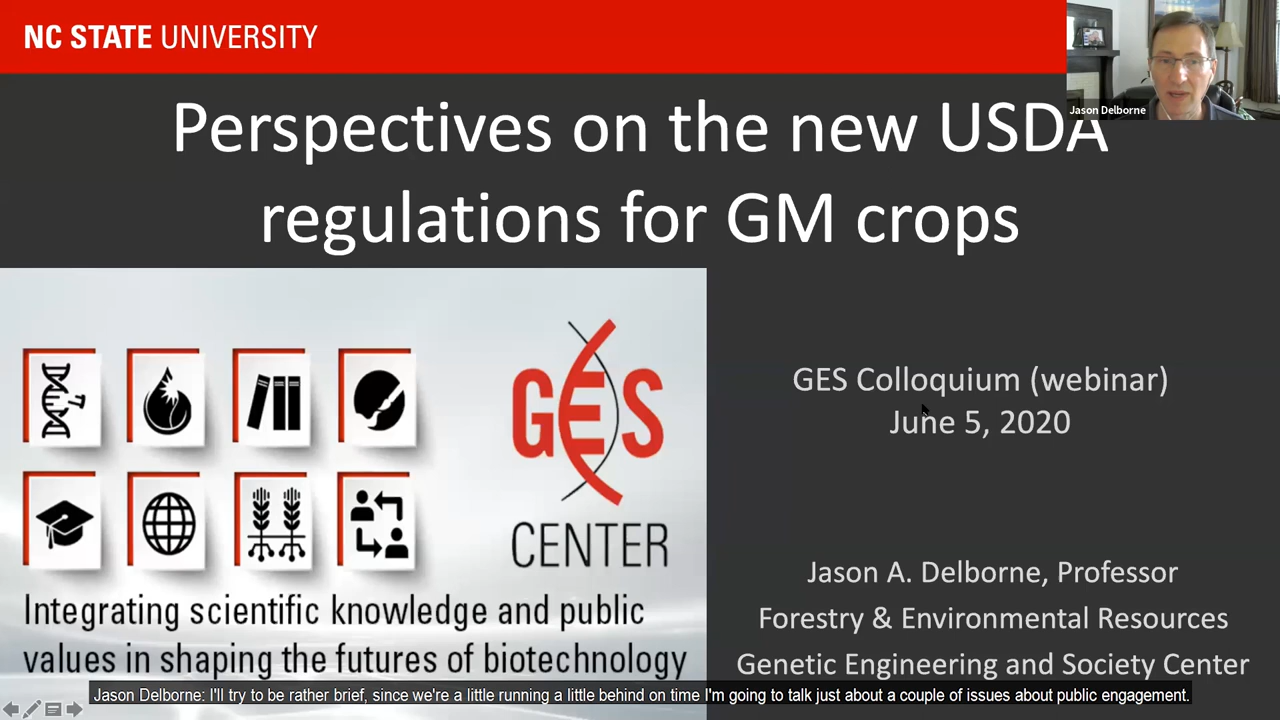 NC STATE UNIVERSITY
Jason Delborne
Perspectives on the new USDA
regulations for GM crops
GES
CENTER
Integrating scientific knowledge and public
values in shaping the futures of biotechnology
GES Colloquium (webinar)
June 5, 2020
Jason A. Delborne, Professor
Forestry & Environmental Resources
Genetic Engineering and Society Center
Jason Delborne: I'll try to be rather brief, since we're a little running a little behind on time I'm going to talk just about a couple of issues about public engagement.